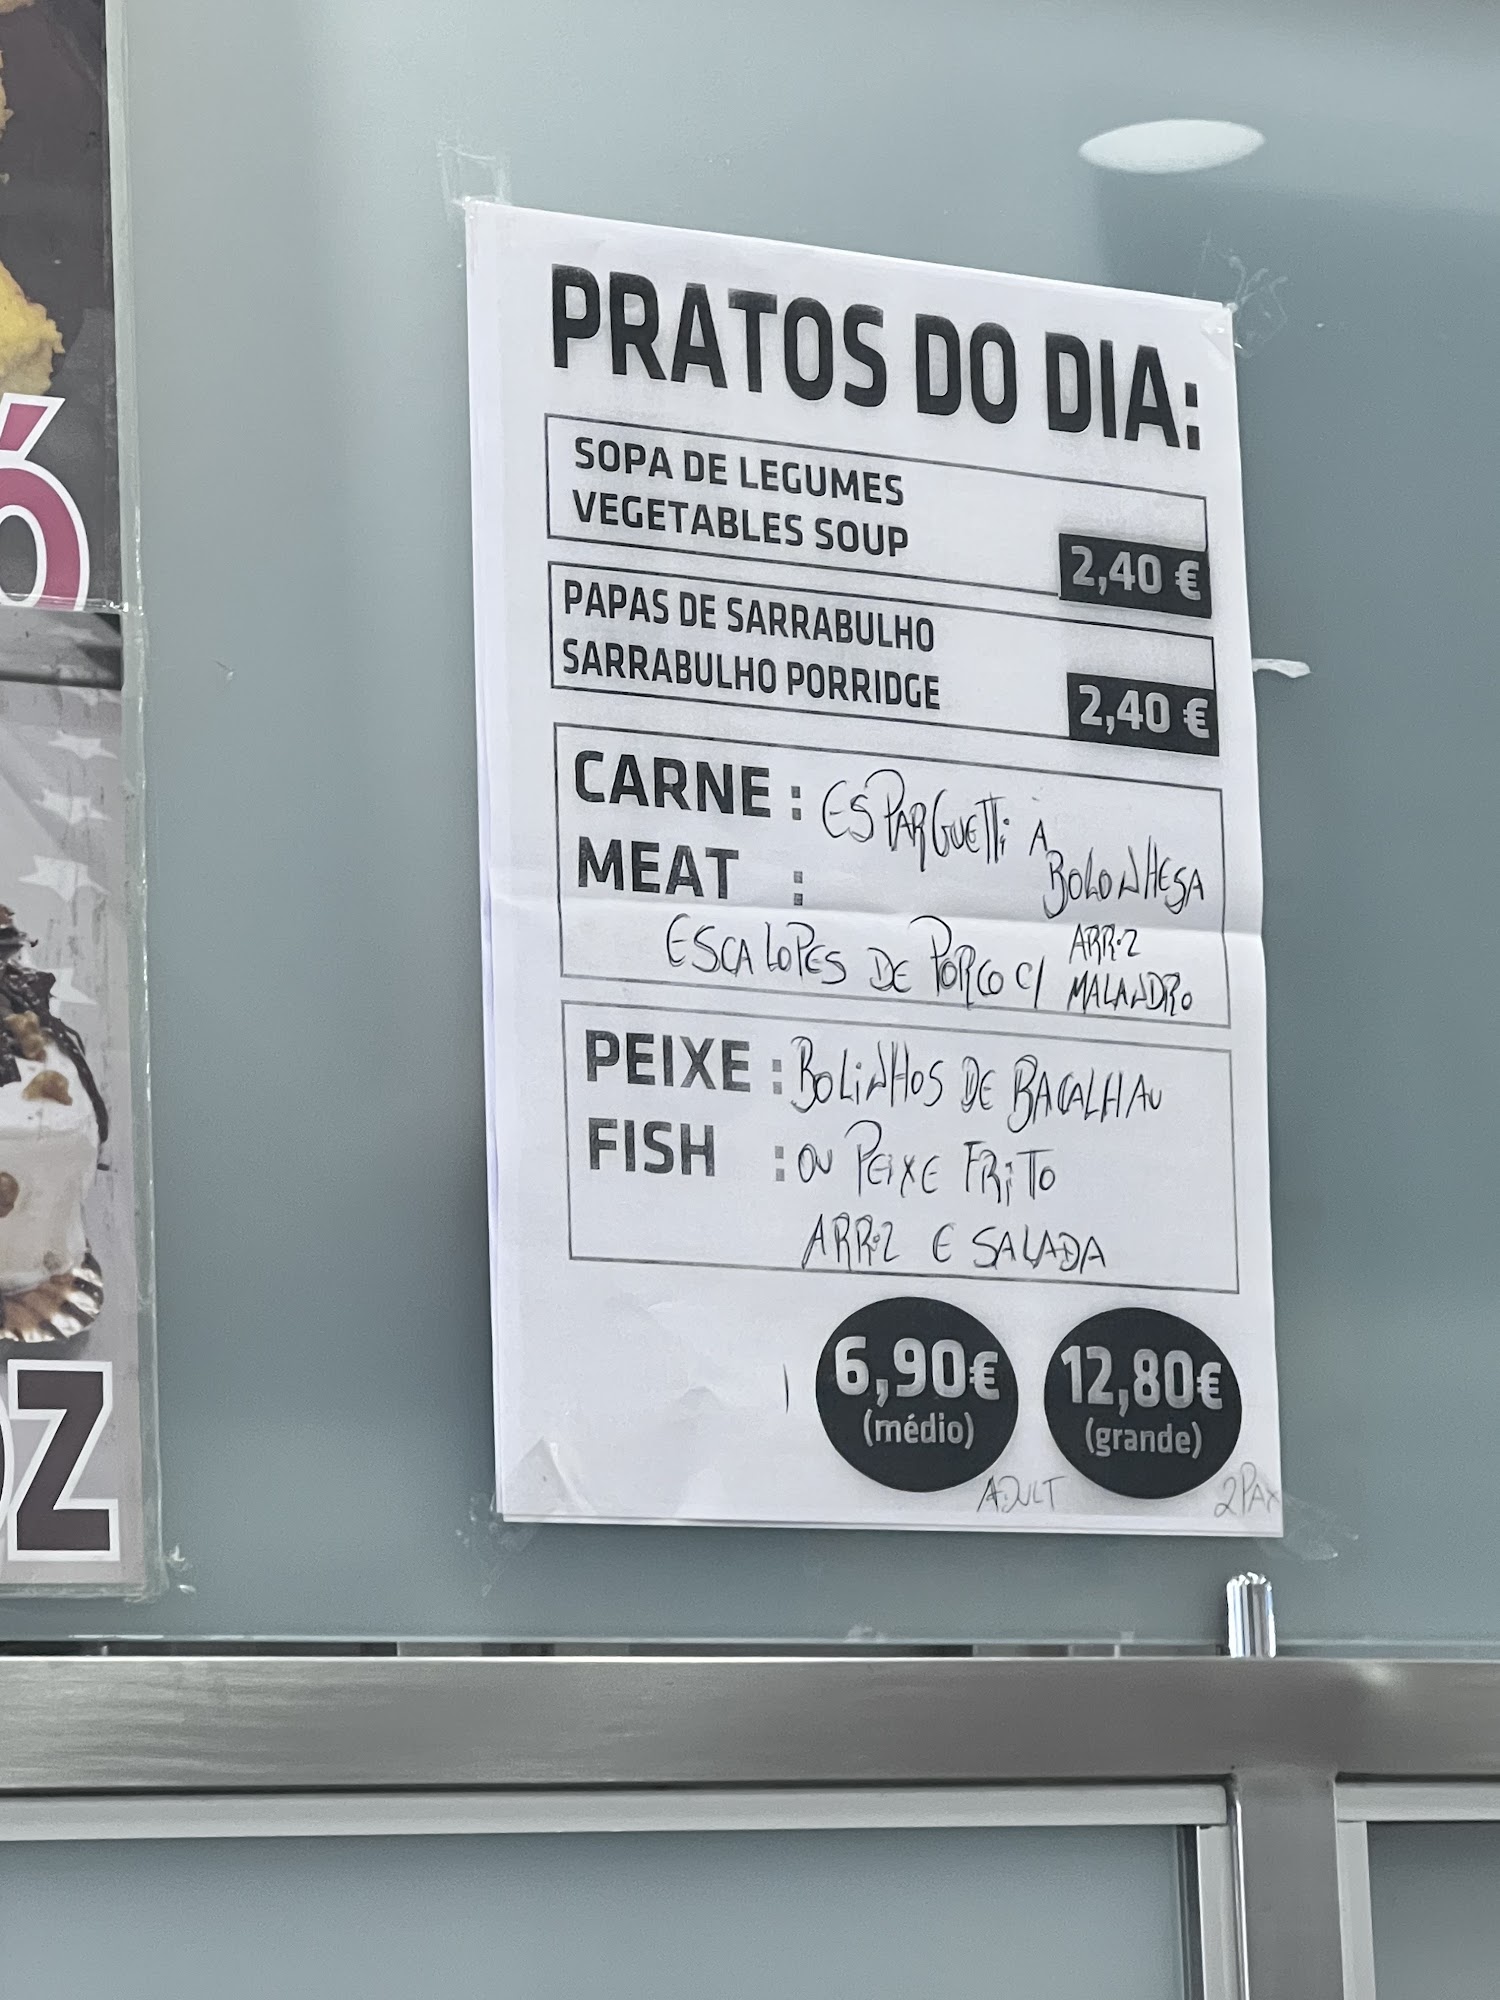 PRATOS DO DIA:
SOPA DE LEGUMES
VEGETABLES SOUP
2,40 €
PAPAS DE SARRABULHO
SARRABULHO PORRIDGE
2,40 €
CARNE : ESPARGUETTi À
BOLONHESA
MEAT :
ESCALOPES DE PORCO C/ ARROZ
MALANDRO
PEIXE : BOLiNHOS DE BACALHAU
FISH : OU PEIXE FRiTO
ARROZ E SALADA
6,90€
(médio)
12,80€
(grande)
ADULT
2PAX
Ó
OZ